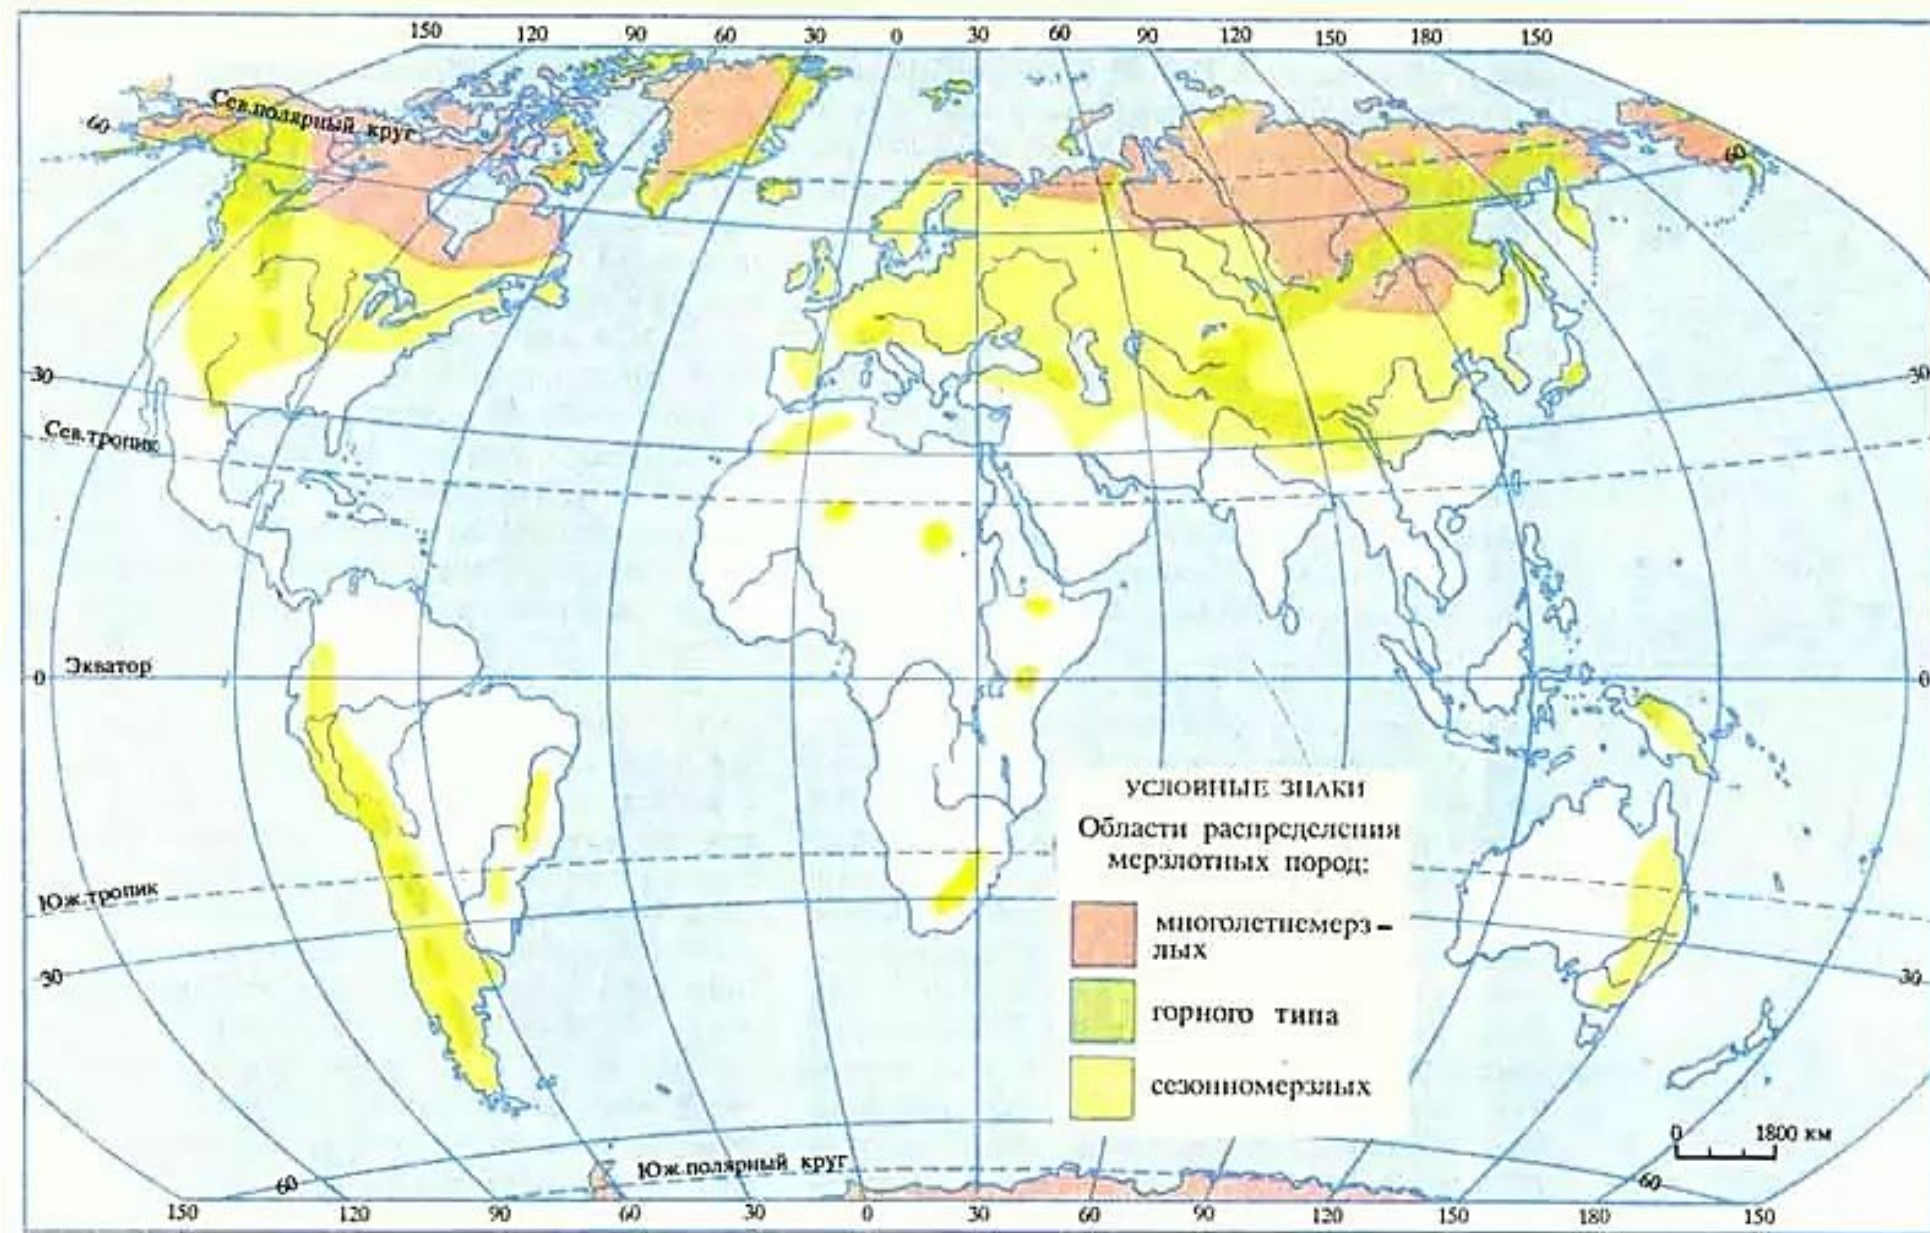 150 120 90 60 30 0 30 60 90 120 150 180 150
Сев.полярный круг
60
60
30
30
Сев.тропик
Экватор
0
0
Юж.тропик
30
30
УСЛОВНЫЕ ЗНАКИ
Области распределения
мерзлотных пород:
многолетнемерз-
лых
горного типа
сезонномерзлых
0 1800 км
Юж.полярный круг
60
60
150 120 90 60 30 0 30 60 90 120 150 180 150